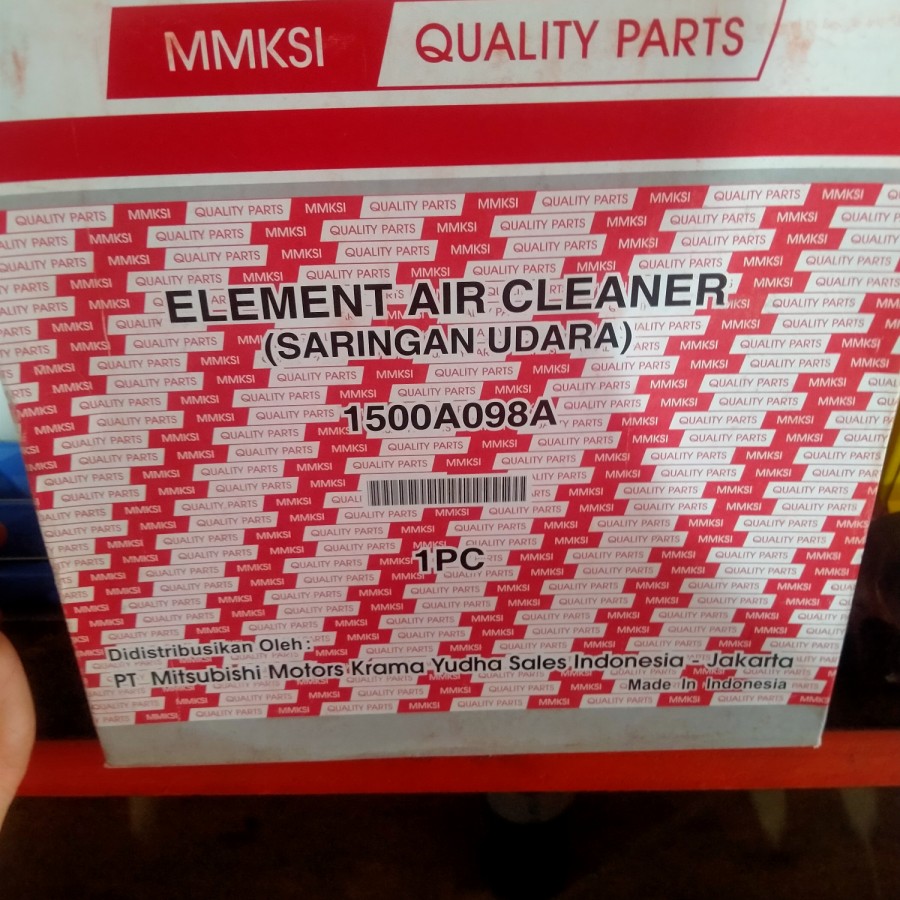 MMKSI QUALITY PARTS
ELEMENT AIR CLEANER
(SARINGAN UDARA)
1500A098A
1PC
Didistribusikan Oleh :
PT. Mitsubishi Motors Krama Yudha Sales Indonesia - Jakarta
Made In Indonesia